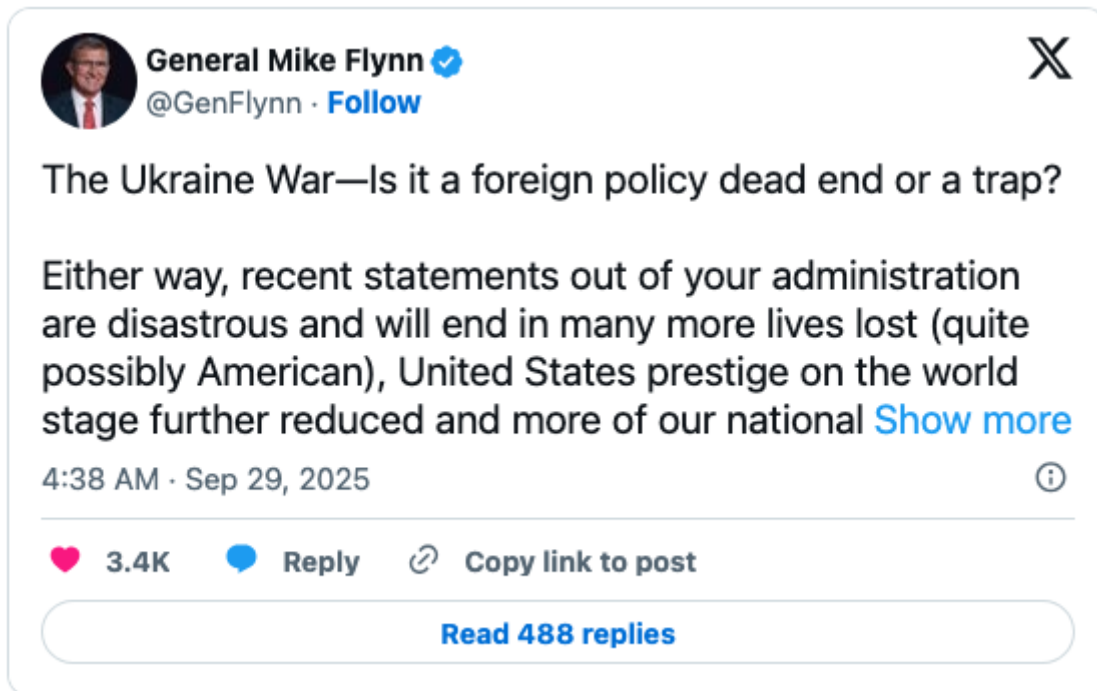 General Mike Flynn
@GenFlynn · Follow
The Ukraine War—Is it a foreign policy dead end or a trap?
Either way, recent statements out of your administration
are disastrous and will end in many more lives lost (quite
possibly American), United States prestige on the world
stage further reduced and more of our national Show more
4:38 AM · Sep 29, 2025
3.4K Reply Copy link to post
Read 488 replies